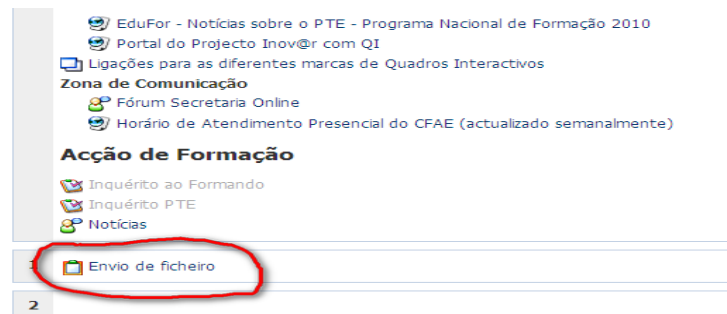 EduFor - Notícias sobre o PTE - Programa Nacional de Formação 2010
Portal do Projecto Inov@r com QI
Ligações para as diferentes marcas de Quadros Interactivos
Zona de Comunicação
Fórum Secretaria Online
Horário de Atendimento Presencial do CFAE (actualizado semanalmente)
Acção de Formação
Inquérito ao Formando
Inquérito PTE
Notícias
1 Envio de ficheiro
2